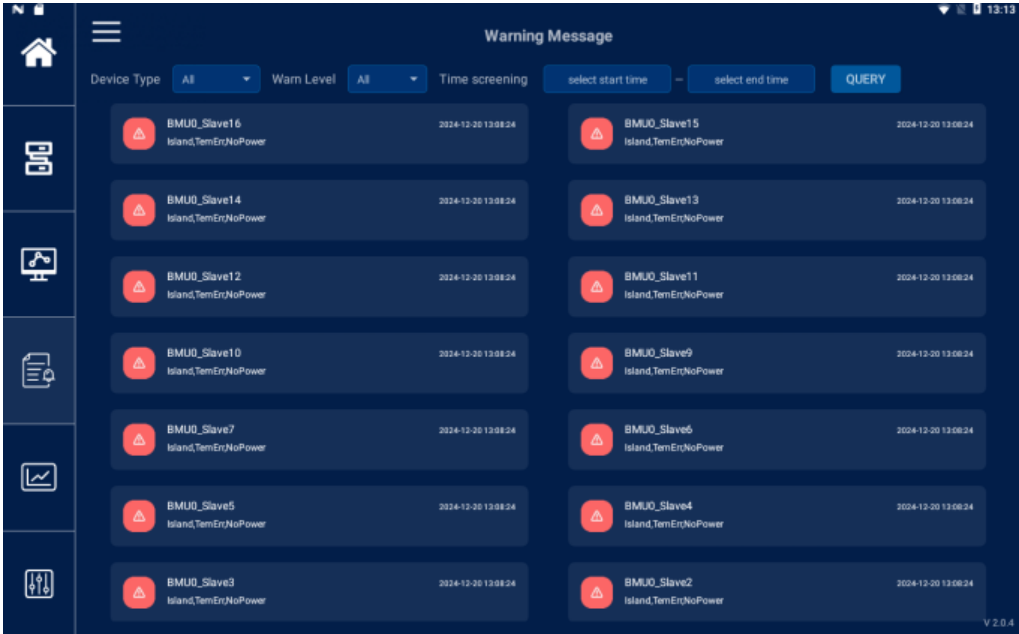 13:13
Warning Message
Device Type All Warn Level All Time screening select start time – select end time QUERY
BMU0_Slave16 2024-12-20 13:08:24
Island,TemErr,NoPower
BMU0_Slave15 2024-12-20 13:08:24
Island,TemErr,NoPower
BMU0_Slave14 2024-12-20 13:08:24
Island,TemErr,NoPower
BMU0_Slave13 2024-12-20 13:08:24
Island,TemErr,NoPower
BMU0_Slave12 2024-12-20 13:08:24
Island,TemErr,NoPower
BMU0_Slave11 2024-12-20 13:08:24
Island,TemErr,NoPower
BMU0_Slave10 2024-12-20 13:08:24
Island,TemErr,NoPower
BMU0_Slave9 2024-12-20 13:08:24
Island,TemErr,NoPower
BMU0_Slave7 2024-12-20 13:08:24
Island,TemErr,NoPower
BMU0_Slave6 2024-12-20 13:08:24
Island,TemErr,NoPower
BMU0_Slave5 2024-12-20 13:08:24
Island,TemErr,NoPower
BMU0_Slave4 2024-12-20 13:08:24
Island,TemErr,NoPower
BMU0_Slave3 2024-12-20 13:08:24
Island,TemErr,NoPower
BMU0_Slave2 2024-12-20 13:08:24
Island,TemErr,NoPower
V 2.0.4